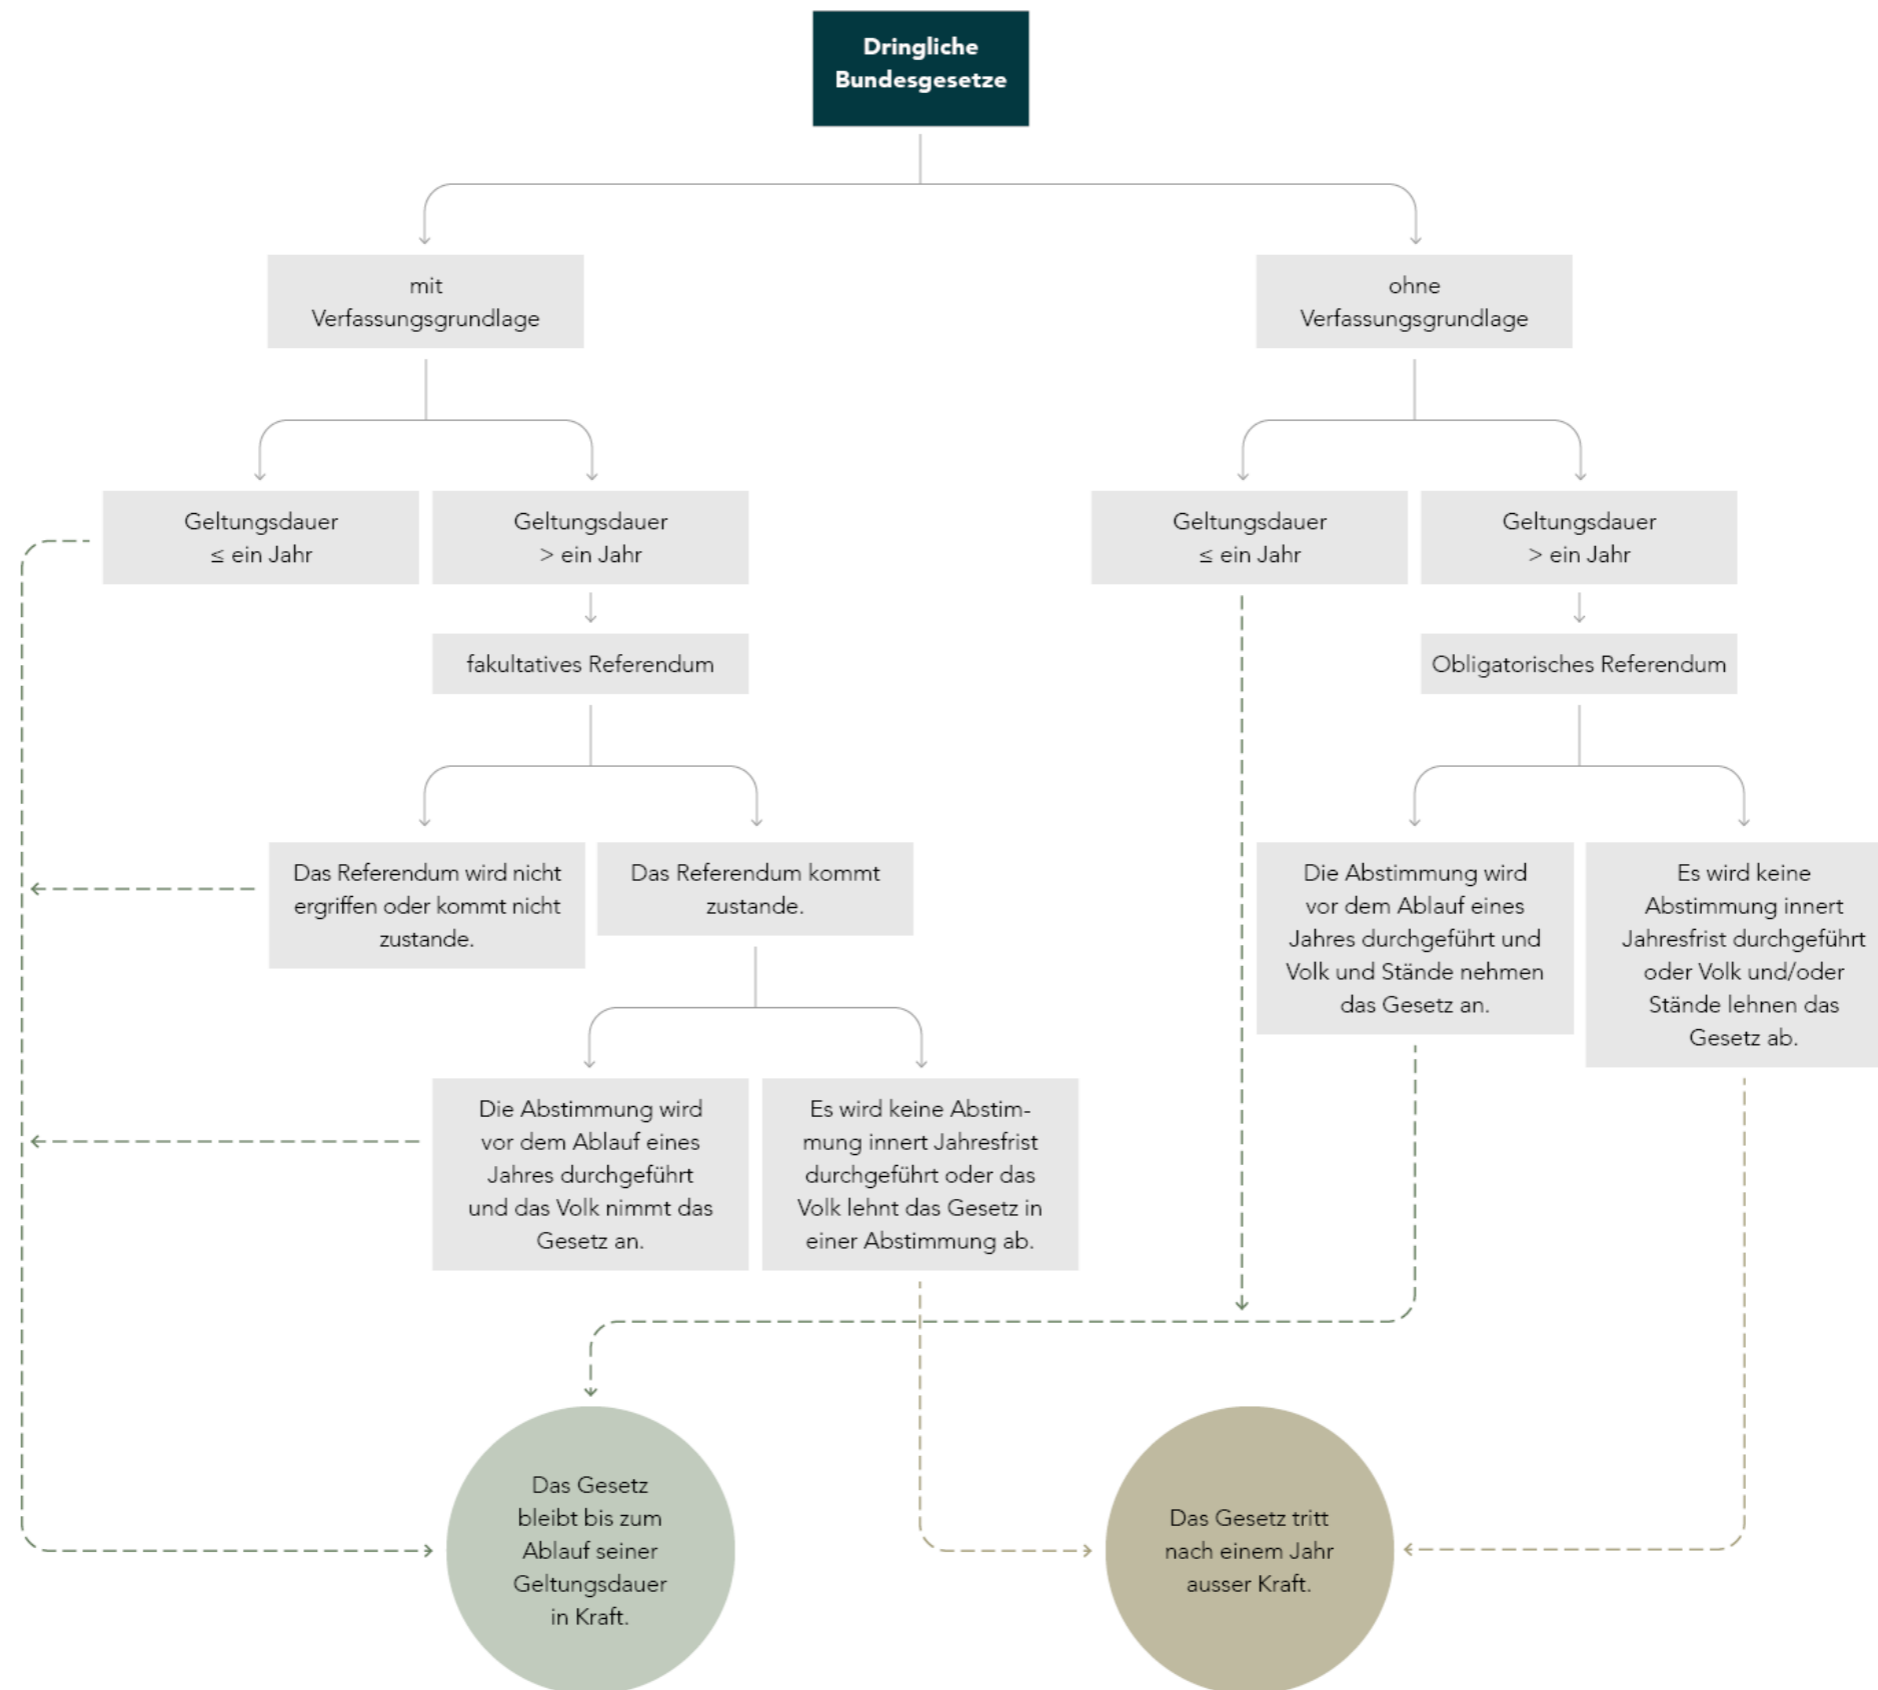 Dringliche
Bundesgesetze
mit
Verfassungsgrundlage
ohne
Verfassungsgrundlage
Geltungsdauer
≤ ein Jahr
Geltungsdauer
> ein Jahr
Geltungsdauer
≤ ein Jahr
Geltungsdauer
> ein Jahr
fakultatives Referendum
Obligatorisches Referendum
Das Referendum wird nicht
ergriffen oder kommt nicht
zustande.
Das Referendum kommt
zustande.
Die Abstimmung wird
vor dem Ablauf eines
Jahres durchgeführt und
Volk und Stände nehmen
das Gesetz an.
Es wird keine
Abstimmung innert
Jahresfrist durchgeführt
oder Volk und/oder
Stände lehnen das
Gesetz ab.
Die Abstimmung wird
vor dem Ablauf eines
Jahres durchgeführt
und das Volk nimmt das
Gesetz an.
Es wird keine Abstim-
mung innert Jahresfrist
durchgeführt oder das
Volk lehnt das Gesetz in
einer Abstimmung ab.
Das Gesetz
bleibt bis zum
Ablauf seiner
Geltungsdauer
in Kraft.
Das Gesetz tritt
nach einem Jahr
ausser Kraft.